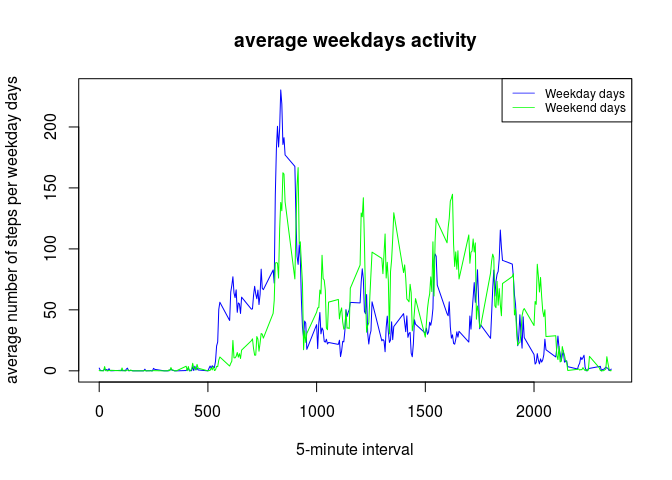 average weekdays activity
Weekday days
Weekend days
average number of steps per weekday days
200
150
100
50
0
0
500
1000
1500
2000
5-minute interval